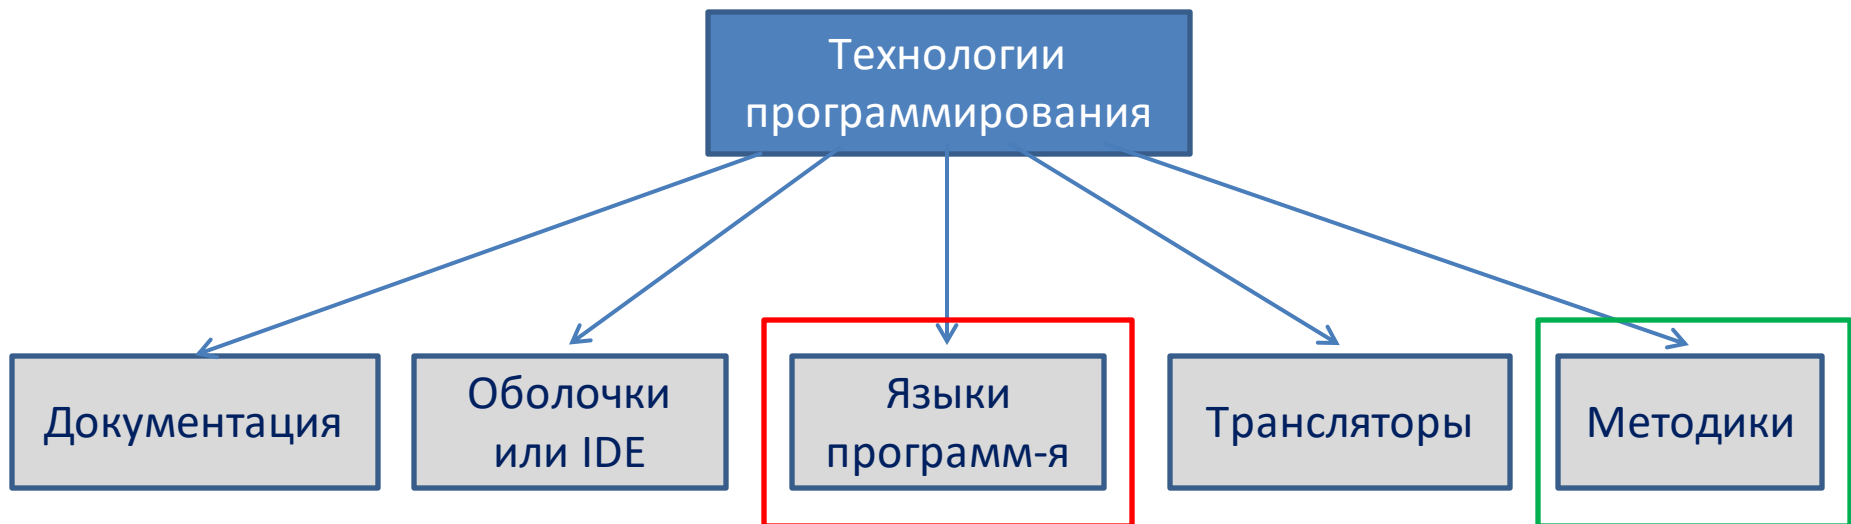 Технологии
программирования
Документация
Оболочки
или IDE
Языки
программ-я
Трансляторы
Методики